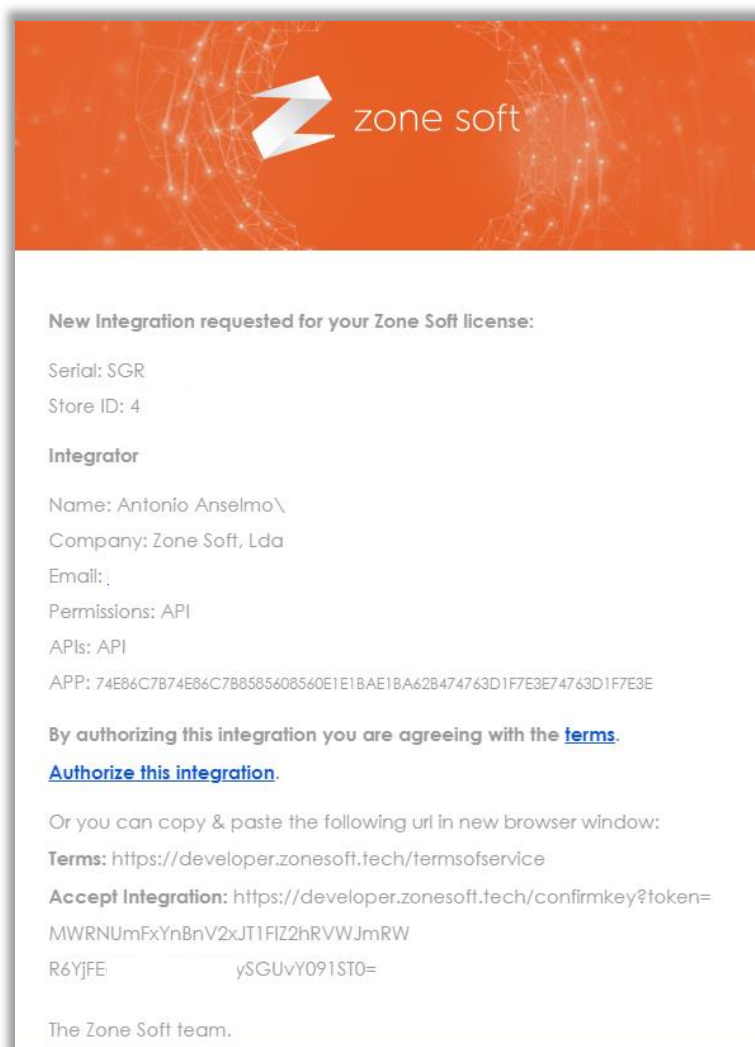 zone soft
New Integration requested for your Zone Soft license:
Serial: SGR
Store ID: 4
Integrator
Name: Antonio Anselmo\
Company: Zone Soft, Lda
Email:
Permissions: API
APIs: API
APP: 74E86C7B74E86C7B8585608560E1E1BAE1BA62B474763D1F7E3E74763D1F7E3E
By authorizing this integration you are agreeing with the terms.
Authorize this integration.
Or you can copy & paste the following url in new browser window:
Terms: https://developer.zonesoft.tech/termsofservice
Accept Integration: https://developer.zonesoft.tech/confirmkey?token=
MWRNUmFxYnBnV2xJT1FIZ2hRVWJmRW
R6YjFE ySGUvY091ST0=
The Zone Soft team.